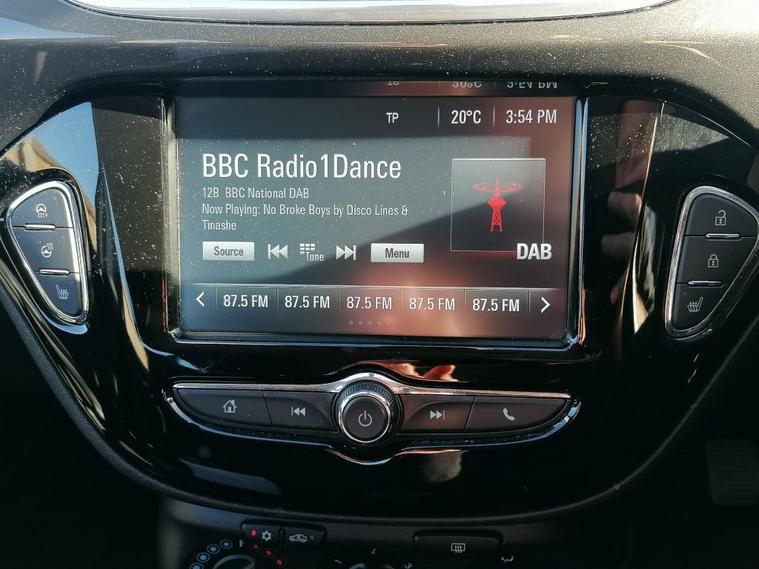 TP 20°C 3:54 PM
BBC Radio1Dance
12B BBC National DAB
Now Playing: No Broke Boys by Disco Lines &
Tinashe
DAB
Source Tune Menu
87.5 FM 87.5 FM 87.5 FM 87.5 FM 87.5 FM
CITY